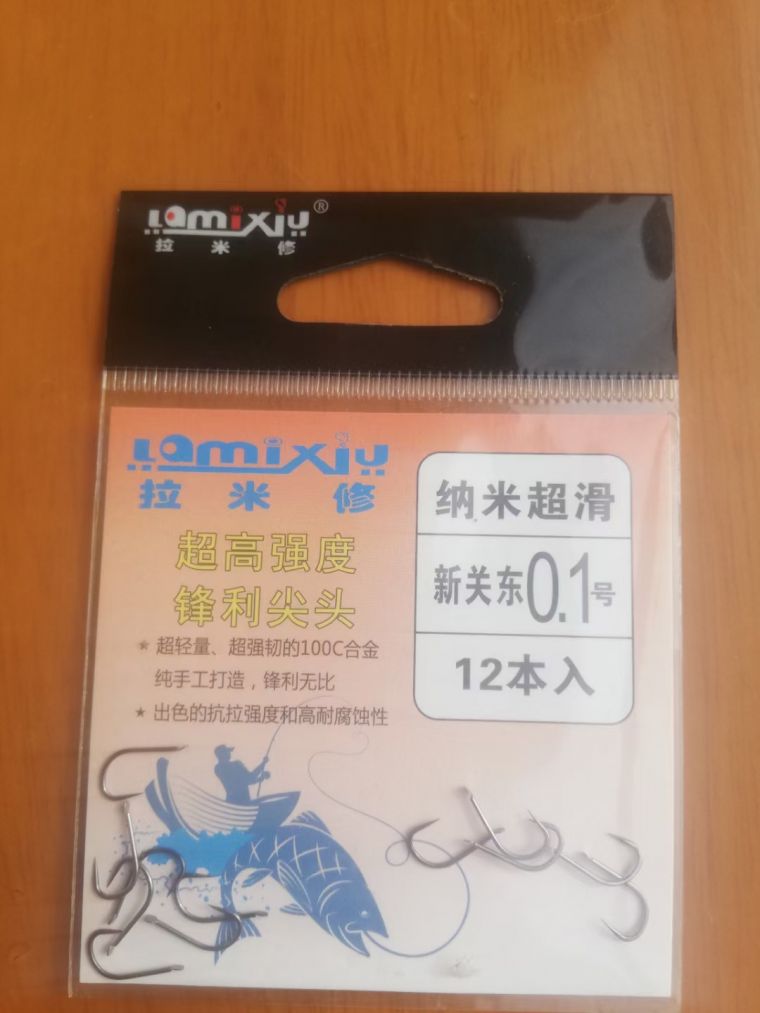 Lamixiu®
拉米修
Lamixiu
拉米修
超高强度
锋利尖头
★ 超轻量、超强韧的100C合金
纯手工打造，锋利无比
★ 出色的抗拉强度和高耐腐蚀性
纳米超滑
新关东0.1号
12本入